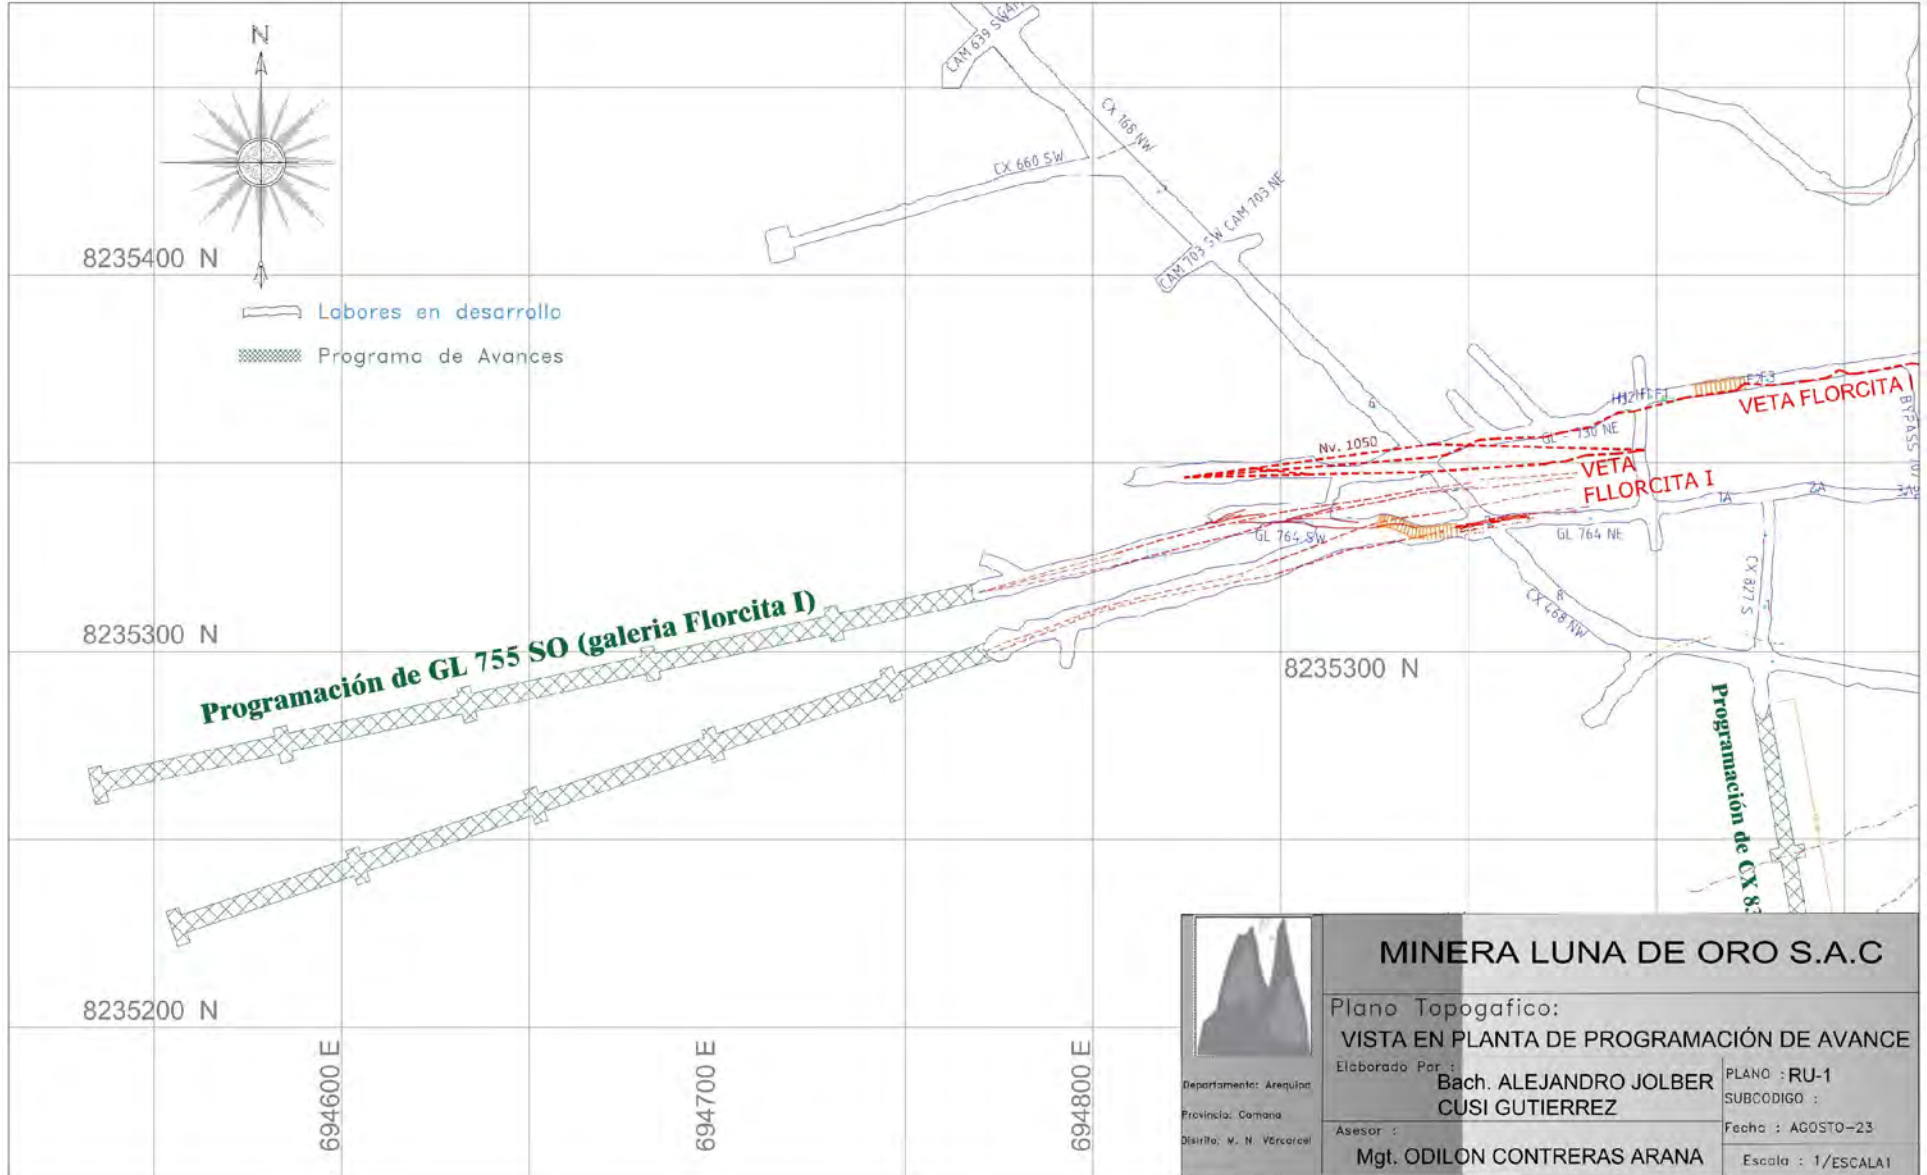 N
CAM 639 SW
CX 168 NW
CX 660 SW
CAM 703 SW CAM 703 NE
8235400 N
Labores en desarrollo
Programa de Avances
VETA FLORCITA I
GL - 730 NE
Nv. 1050
VETA
FLLORCITA I
1A
2A
GL 764 SW
GL 764 NE
CX 827 S
CX 468 NW
8235300 N
Programación de GL 755 SO (galeria Florcita I)
8235300 N
Programación de CX 83
8235200 N
694600 E
694700 E
694800 E
MINERA LUNA DE ORO S.A.C
Plano Topogafico:
VISTA EN PLANTA DE PROGRAMACIÓN DE AVANCE
Elaborado Por :
Bach. ALEJANDRO JOLBER
CUSI GUTIERREZ
PLANO : RU-1
SUBCODIGO :
Fecha : AGOSTO-23
Asesor :
Mgt. ODILON CONTRERAS ARANA
Escala : 1/ESCALA1
Departamento: Arequipa
Provincia: Camana